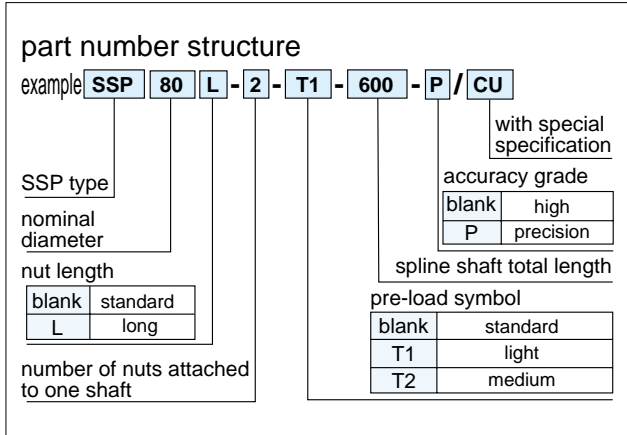 part number structure
example SSP 80 L - 2 - T1 - 600 - P / CU
with special
specification
SSP type
accuracy grade
blank high
P precision
nominal
diameter
spline shaft total length
nut length
blank standard
L long
pre-load symbol
blank standard
T1 light
T2 medium
number of nuts attached
to one shaft